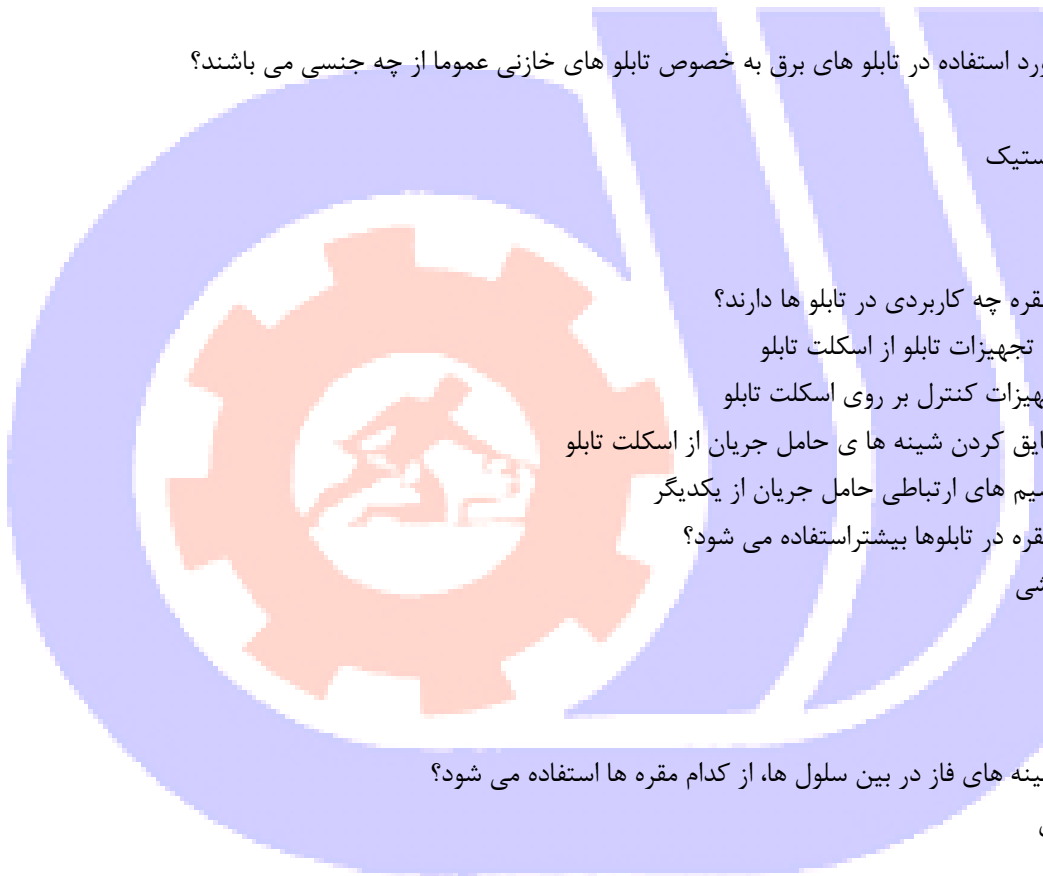 ورد استفاده در تابلو های برق به خصوص تابلو های خازنی عموما از چه جنسی می باشند؟
ستیک
قره چه کاربردی در تابلو ها دارند؟
تجهیزات تابلو از اسکلت تابلو
هیزات کنترل بر روی اسکلت تابلو
ایق کردن شینه ها ی حامل جریان از اسکلت تابلو
سیم های ارتباطی حامل جریان از یکدیگر
قره در تابلوها بیشتراستفاده می شود؟
شی
ینه های فاز در بین سلول ها، از کدام مقره ها استفاده می شود؟